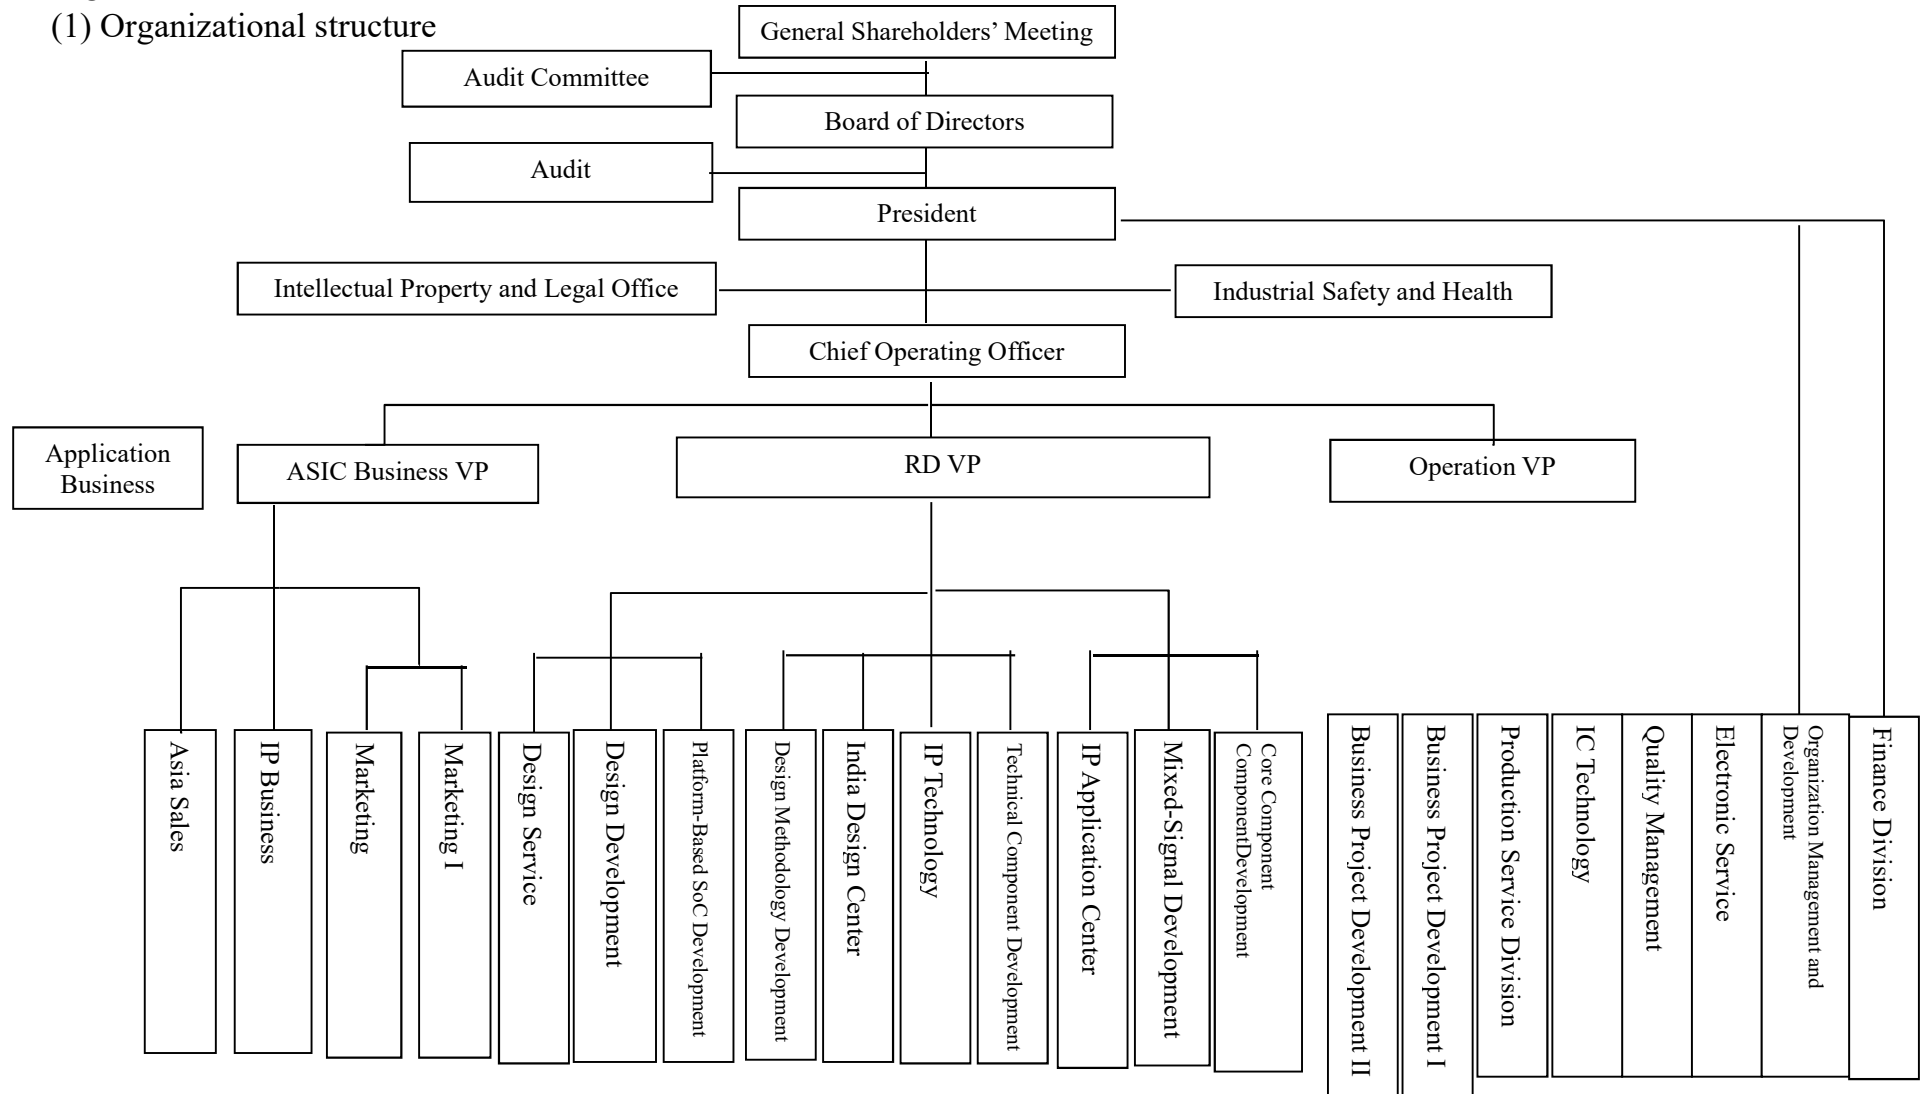 (1) Organizational structure
General Shareholders’ Meeting
Audit Committee
Board of Directors
Audit
President
Intellectual Property and Legal Office
Industrial Safety and Health
Chief Operating Officer
Application
Business
ASIC Business VP
RD VP
Operation VP
Asia Sales
IP Business
Marketing
Marketing I
Design Service
Design Development
Platform-Based SoC Development
Design Methodology Development
India Design Center
IP Technology
Technical Component Development
IP Application Center
Mixed-Signal Development
Core Component
ComponentDevelopment
Business Project Development II
Business Project Development I
Production Service Division
IC Technology
Quality Management
Electronic Service
Organization Management and
Development
Finance Division